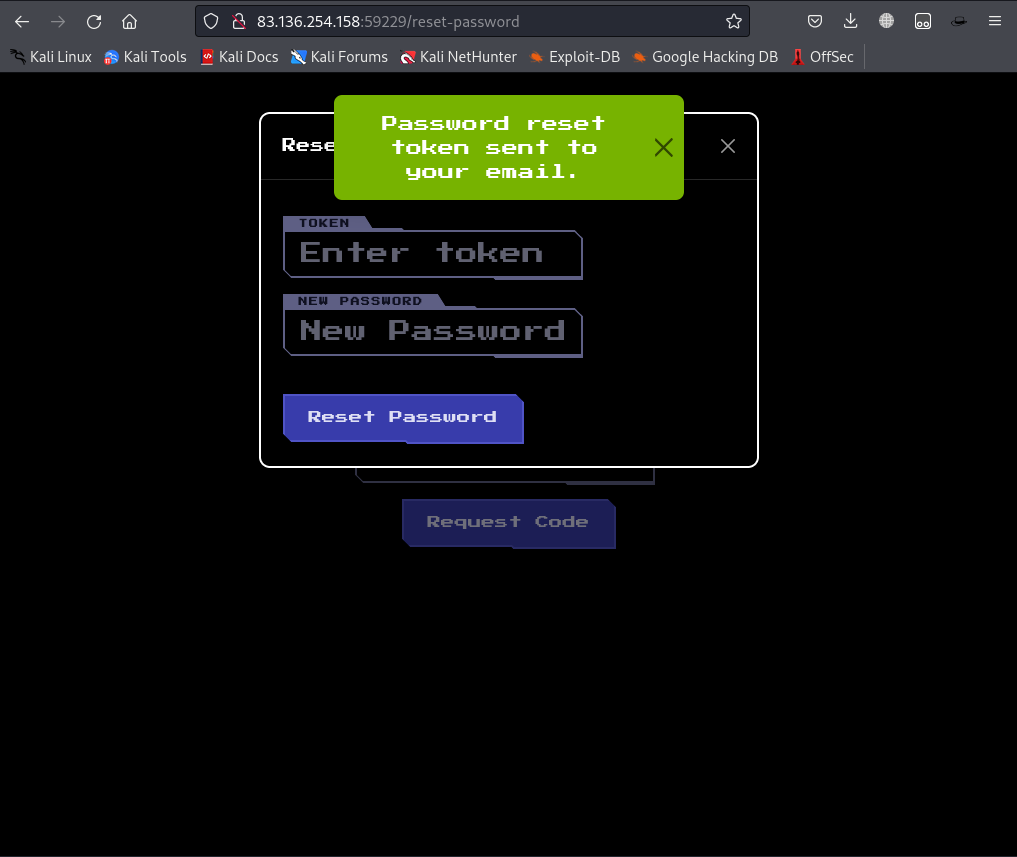 83.136.254.158:59229/reset-password
Kali Linux Kali Tools Kali Docs Kali Forums Kali NetHunter Exploit-DB Google Hacking DB OffSec
Password reset
token sent to
your email.
Rese
TOKEN
Enter token
NEW PASSWORD
New Password
Reset Password
Request Code